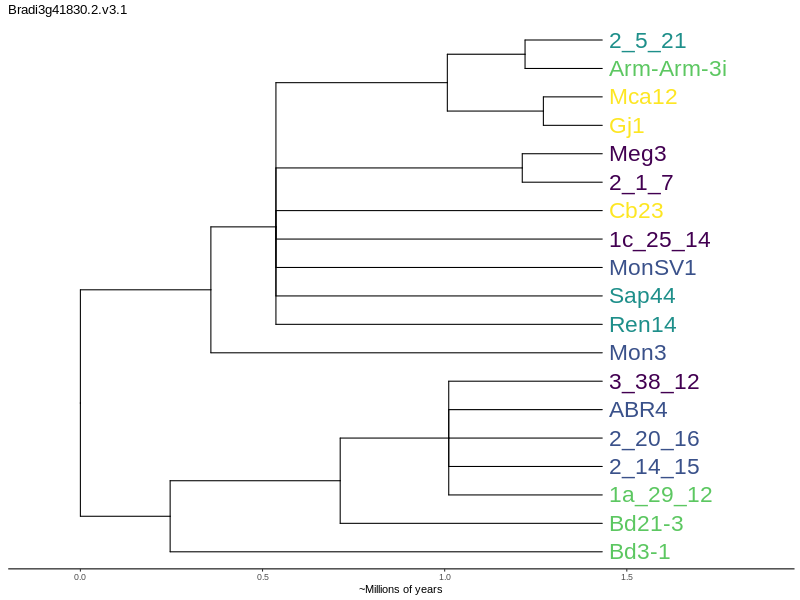 Bradi3g41830.2.v3.1
2_5_21
Arm-Arm-3i
Mca12
Gj1
Meg3
2_1_7
Cb23
1c_25_14
MonSV1
Sap44
Ren14
Mon3
3_38_12
ABR4
2_20_16
2_14_15
1a_29_12
Bd21-3
Bd3-1
0.0 0.5 1.0 1.5
~Millions of years